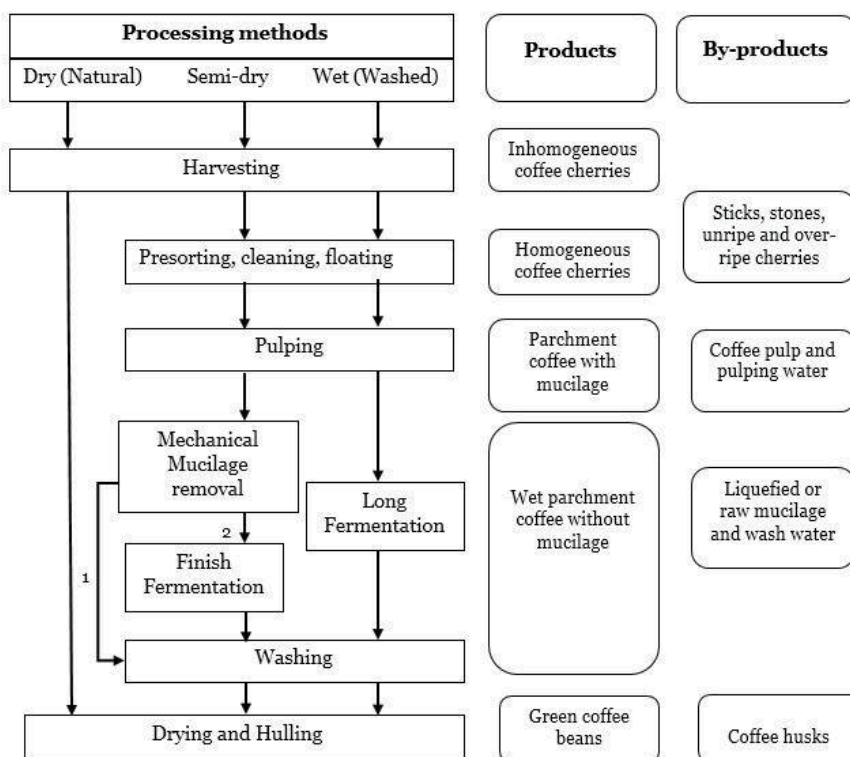 Processing methods
Dry (Natural) Semi-dry Wet (Washed)
Products
By-products
Harvesting
Inhomogeneous
coffee cherries
Sticks, stones,
unripe and over-
ripe cherries
Presorting, cleaning, floating
Homogeneous
coffee cherries
Pulping
Parchment
coffee with
mucilage
Coffee pulp and
pulping water
Mechanical
Mucilage
removal
Long
Fermentation
Wet parchment
coffee without
mucilage
Liquefied or
raw mucilage
and wash water
2
1
Finish
Fermentation
Washing
Drying and Hulling
Green coffee
beans
Coffee husks